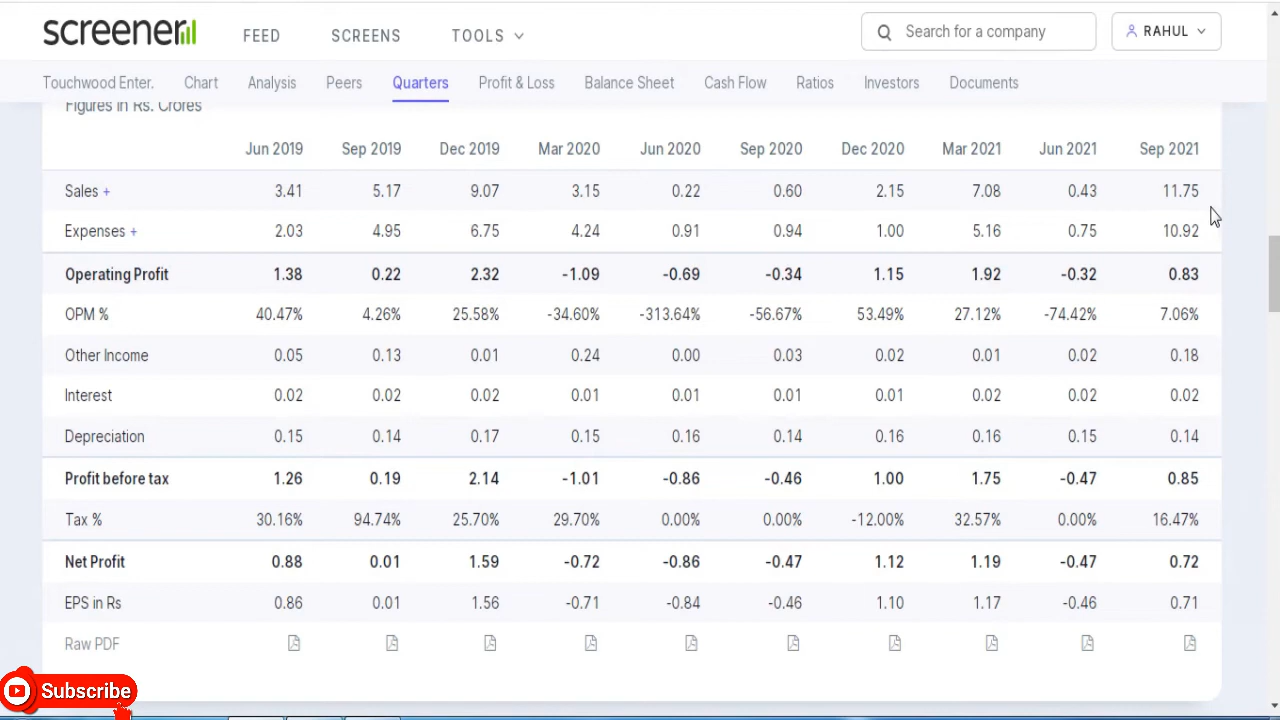 screener FEED SCREENS TOOLS Search for a company RAHUL
Touchwood Enter. Chart Analysis Peers Quarters Profit & Loss Balance Sheet Cash Flow Ratios Investors Documents
Figures in Rs. Crores
Jun 2019 Sep 2019 Dec 2019 Mar 2020 Jun 2020 Sep 2020 Dec 2020 Mar 2021 Jun 2021 Sep 2021
Sales + 3.41 5.17 9.07 3.15 0.22 0.60 2.15 7.08 0.43 11.75
Expenses + 2.03 4.95 6.75 4.24 0.91 0.94 1.00 5.16 0.75 10.92
Operating Profit 1.38 0.22 2.32 -1.09 -0.69 -0.34 1.15 1.92 -0.32 0.83
OPM % 40.47% 4.26% 25.58% -34.60% -313.64% -56.67% 53.49% 27.12% -74.42% 7.06%
Other Income 0.05 0.13 0.01 0.24 0.00 0.03 0.02 0.01 0.02 0.18
Interest 0.02 0.02 0.02 0.01 0.01 0.01 0.01 0.02 0.02 0.02
Depreciation 0.15 0.14 0.17 0.15 0.16 0.14 0.16 0.16 0.15 0.14
Profit before tax 1.26 0.19 2.14 -1.01 -0.86 -0.46 1.00 1.75 -0.47 0.85
Tax % 30.16% 94.74% 25.70% 29.70% 0.00% 0.00% -12.00% 32.57% 0.00% 16.47%
Net Profit 0.88 0.01 1.59 -0.72 -0.86 -0.47 1.12 1.19 -0.47 0.72
EPS in Rs 0.86 0.01 1.56 -0.71 -0.84 -0.46 1.10 1.17 -0.46 0.71
Raw PDF
Subscribe